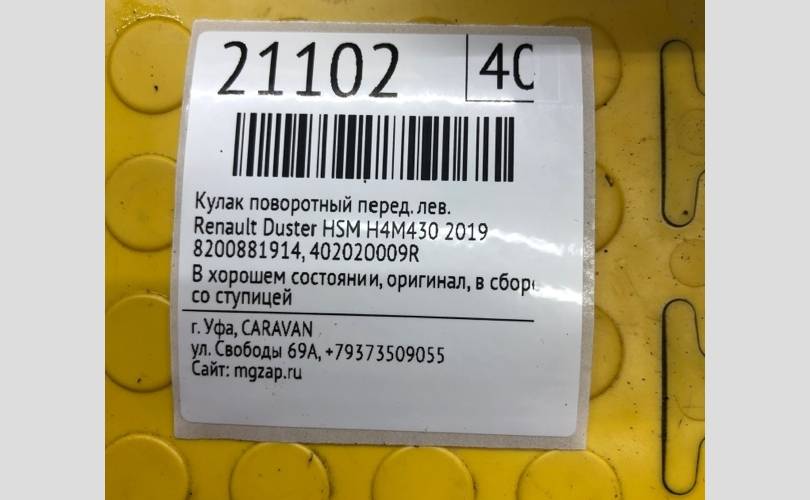 21102
40
Кулак поворотный перед. лев.
Renault Duster HSM H4M430 2019
8200881914, 402020009R
В хорошем состоянии, оригинал, в сборе
со ступицей
г. Уфа, CARAVAN
ул. Свободы 69А, +79373509055
Сайт: mgzap.ru